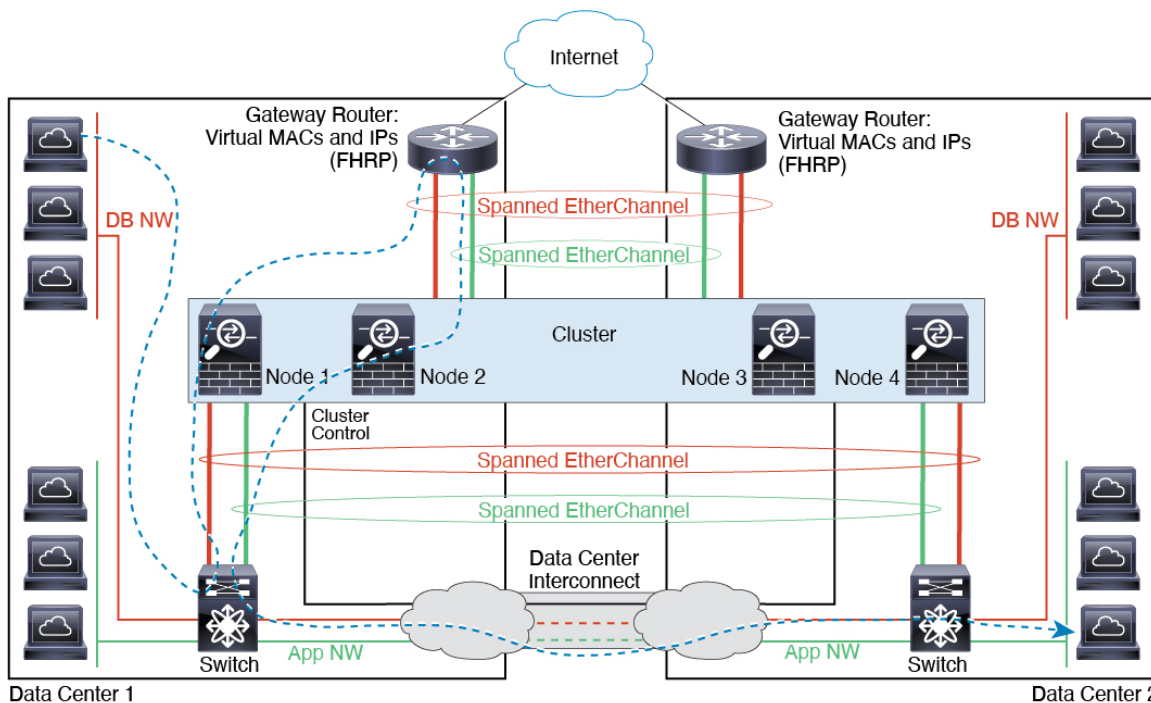 Internet
Gateway Router:
Virtual MACs and IPs
(FHRP)
Gateway Router:
Virtual MACs and IPs
(FHRP)
DB NW
Spanned EtherChannel
DB NW
Spanned EtherChannel
Cluster
Node 1
Node 2
Node 3
Node 4
Cluster
Control
Spanned EtherChannel
Spanned EtherChannel
Data Center
Interconnect
App NW
App NW
Switch
Switch
Data Center 1
Data Center 2